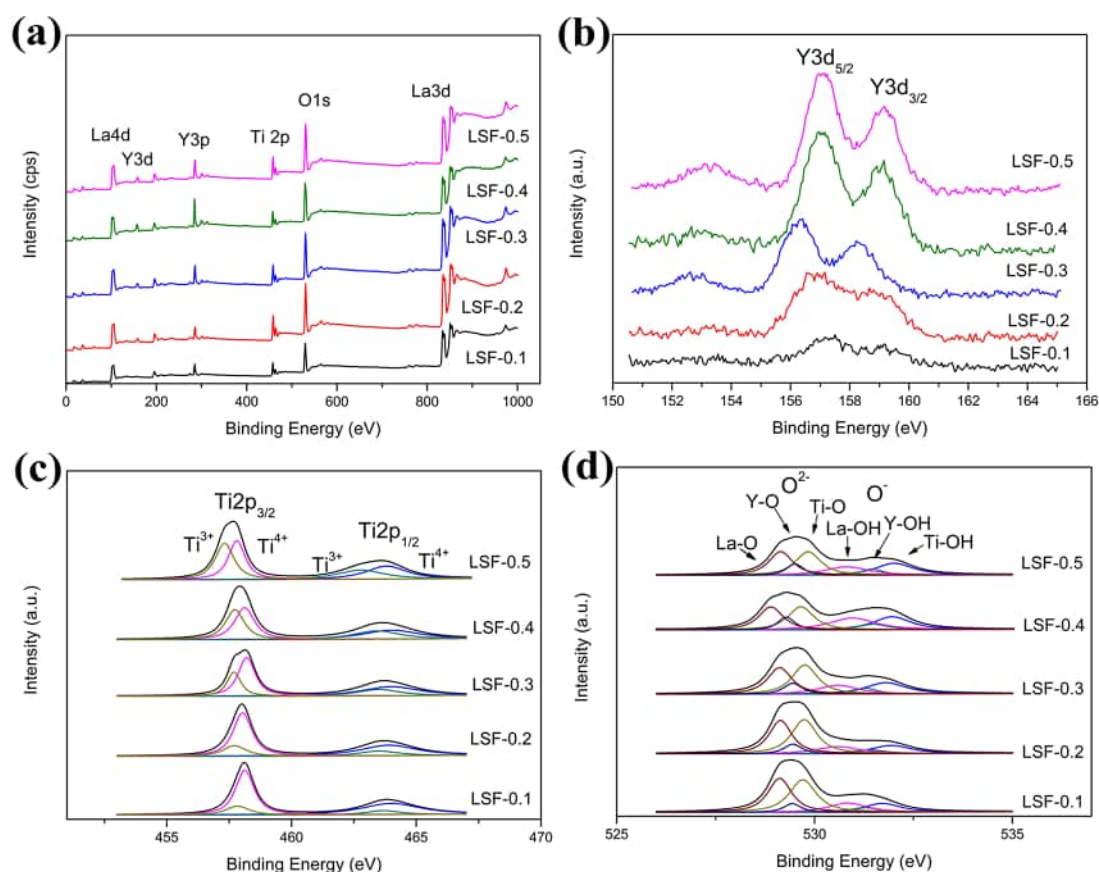 (a)
La4d
Y3d
Y3p
Ti 2p
O1s
La3d
LSF-0.5
LSF-0.4
LSF-0.3
LSF-0.2
LSF-0.1
Intensity (cps)
0 200 400 600 800 1000
Binding Energy (eV)
(b)
Y3d5/2
Y3d3/2
LSF-0.5
LSF-0.4
LSF-0.3
LSF-0.2
LSF-0.1
Intensity (a.u.)
150 152 154 156 158 160 162 164 166
Binding Energy (eV)
(c)
Ti2p3/2
Ti3+ Ti4+
Ti2p1/2
Ti3+ Ti4+
LSF-0.5
LSF-0.4
LSF-0.3
LSF-0.2
LSF-0.1
Intensity (a.u.)
455 460 465 470
Binding Energy (eV)
(d)
O2- O-
Y-O
Ti-O
La-OH
Y-OH
La-O
Ti-OH
LSF-0.5
LSF-0.4
LSF-0.3
LSF-0.2
LSF-0.1
Intensity (a.u.)
525 530 535
Binding Energy (eV)